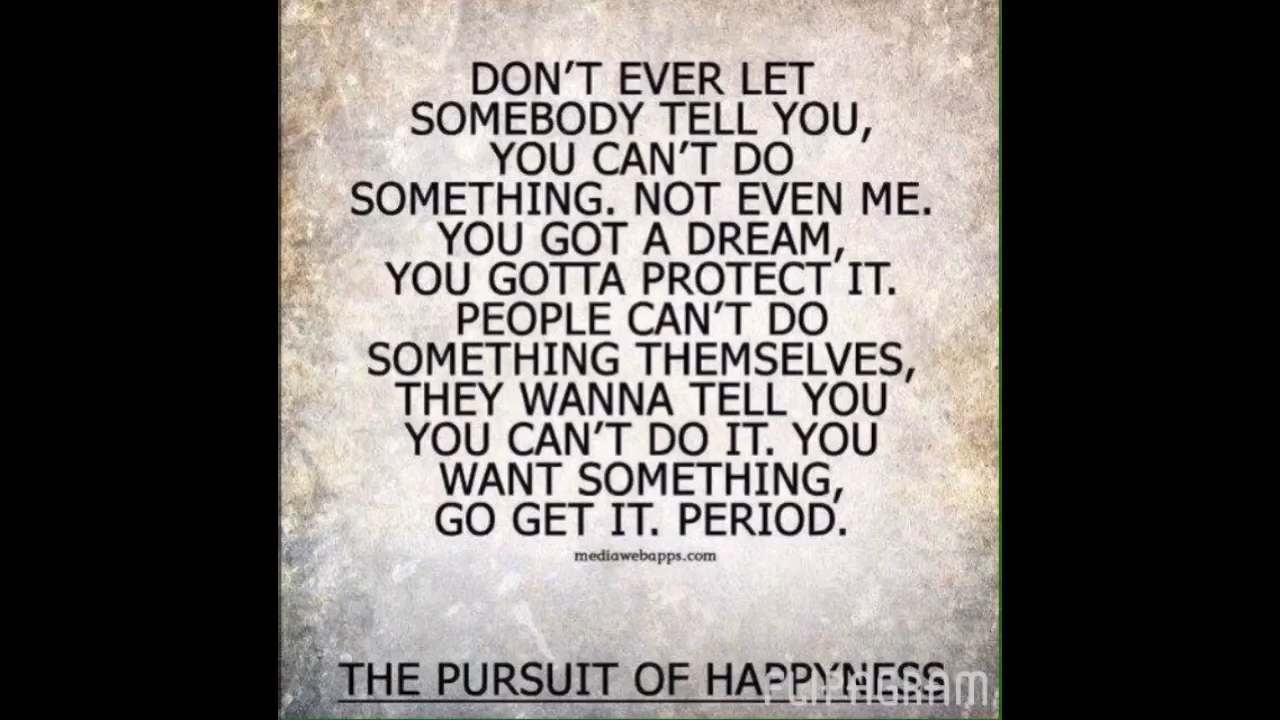 DON'T EVER LET
SOMEBODY TELL YOU,
YOU CAN'T DO
SOMETHING. NOT EVEN ME.
YOU GOT A DREAM,
YOU GOTTA PROTECT IT.
PEOPLE CAN'T DO
SOMETHING THEMSELVES,
THEY WANNA TELL YOU
YOU CAN'T DO IT. YOU
WANT SOMETHING,
GO GET IT. PERIOD.
mediawebapps.com
THE PURSUIT OF HAPPYNESS
FLIPAGRAM